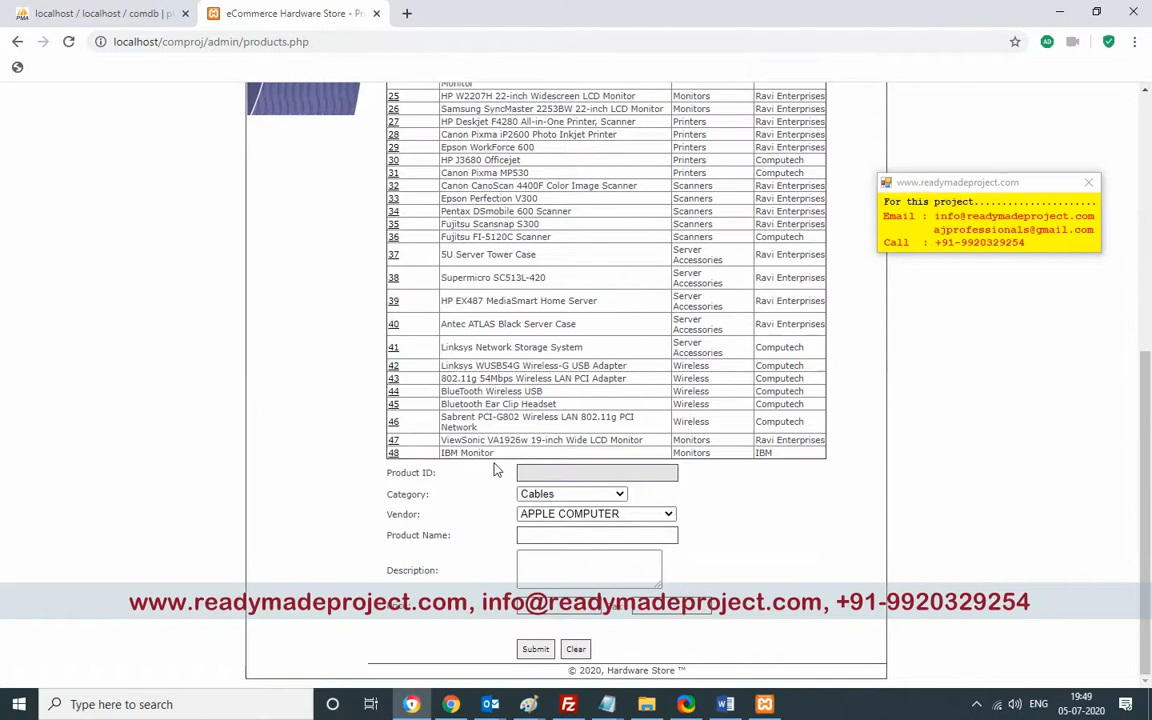 localhost / localhost / comdb | p
eCommerce Hardware Store - Pr
localhost/comproj/admin/products.php
Monitor
25 HP W2207H 22-inch Widescreen LCD Monitor Monitors Ravi Enterprises
26 Samsung SyncMaster 2253BW 22-inch LCD Monitor Monitors Ravi Enterprises
27 HP Deskjet F4280 All-in-One Printer, Scanner Printers Ravi Enterprises
28 Canon Pixma iP2600 Photo Inkjet Printer Printers Ravi Enterprises
29 Epson WorkForce 600 Printers Ravi Enterprises
30 HP J3680 Officejet Printers Computech
31 Canon Pixma MP530 Printers Computech
32 Canon CanoScan 4400F Color Image Scanner Scanners Ravi Enterprises
33 Epson Perfection V300 Scanners Ravi Enterprises
34 Pentax DSmobile 600 Scanner Scanners Ravi Enterprises
35 Fujitsu Scansnap S300 Scanners Ravi Enterprises
36 Fujitsu FI-5120C Scanner Scanners Computech
37 5U Server Tower Case Server Accessories Ravi Enterprises
38 Supermicro SC513L-420 Server Accessories Ravi Enterprises
39 HP EX487 MediaSmart Home Server Server Accessories Ravi Enterprises
40 Antec ATLAS Black Server Case Server Accessories Ravi Enterprises
41 Linksys Network Storage System Server Accessories Computech
42 Linksys WUSB54G Wireless-G USB Adapter Wireless Computech
43 802.11g 54Mbps Wireless LAN PCI Adapter Wireless Computech
44 BlueTooth Wireless USB Wireless Computech
45 Bluetooth Ear Clip Headset Wireless Computech
46 Sabrent PCI-G802 Wireless LAN 802.11g PCI Network Wireless Computech
47 ViewSonic VA1926w 19-inch Wide LCD Monitor Monitors Ravi Enterprises
48 IBM Monitor Monitors IBM
Product ID:
Category: Cables
Vendor: APPLE COMPUTER
Product Name:
Description:
www.readymadeproject.com
For this project......................
Email : info@readymadeproject.com
ajprofessionals@gmail.com
Call : +91-9920329254
www.readymadeproject.com, info@readymadeproject.com, +91-9920329254
Submit Clear
© 2020, Hardware Store ™
Type here to search
ENG
19:49
05-07-2020